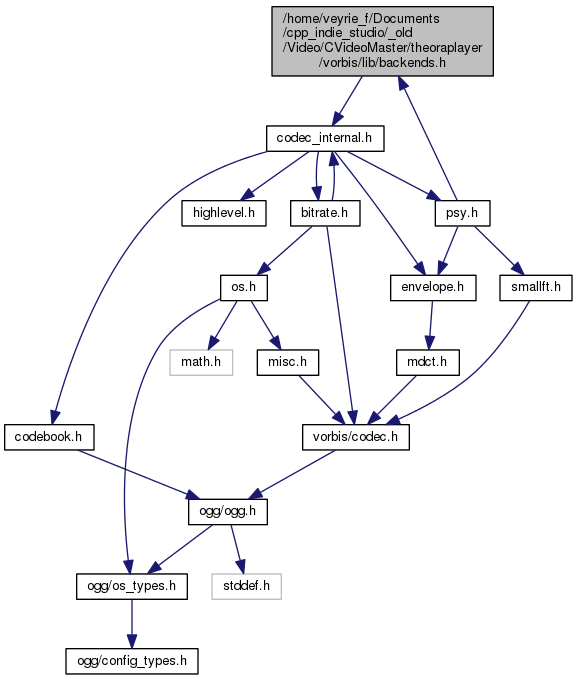 /home/veyrie_f/Documents
/cpp_indie_studio/_old
/Video/CVideoMaster/theoraplayer
/vorbis/lib/backends.h
codec_internal.h
highlevel.h
bitrate.h
psy.h
os.h
envelope.h
smallft.h
math.h
misc.h
mdct.h
codebook.h
vorbis/codec.h
ogg/ogg.h
ogg/os_types.h
stddef.h
ogg/config_types.h